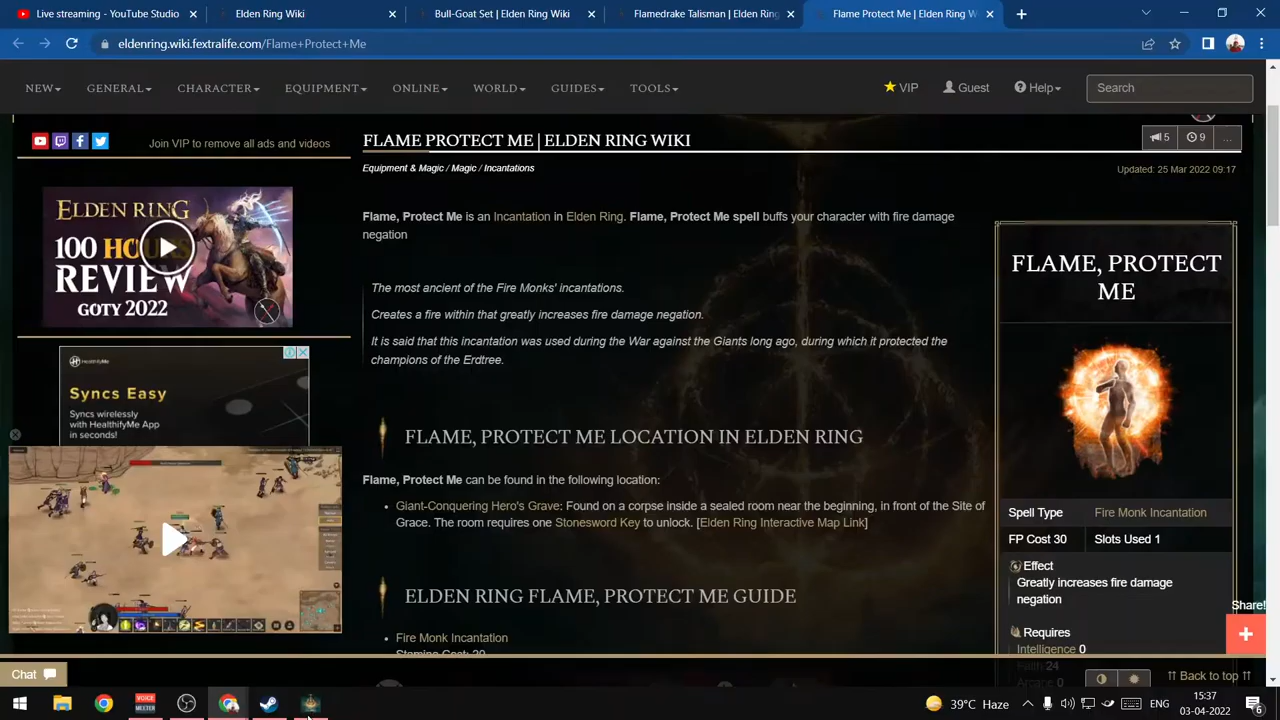 Live streaming - YouTube Studio
Elden Ring Wiki
Bull-Goat Set | Elden Ring Wiki
Flamedrake Talisman | Elden Ring
Flame Protect Me | Elden Ring W
eldenring.wiki.fextralife.com/Flame+Protect+Me
NEW GENERAL CHARACTER EQUIPMENT ONLINE WORLD GUIDES TOOLS
VIP Guest Help Search
Join VIP to remove all ads and videos
FLAME PROTECT ME | ELDEN RING WIKI
5 9 ...
Equipment & Magic / Magic / Incantations
Updated: 25 Mar 2022 09:17
ELDEN RING
100 HOURS
REVIEW
GOTY 2022
Flame, Protect Me is an Incantation in Elden Ring. Flame, Protect Me spell buffs your character with fire damage
negation
The most ancient of the Fire Monks' incantations.
Creates a fire within that greatly increases fire damage negation.
It is said that this incantation was used during the War against the Giants long ago, during which it protected the
champions of the Erdtree.
HealthifyMe
Syncs Easy
Syncs wirelessly
with HealthifyMe App
in seconds!
FLAME, PROTECT ME LOCATION IN ELDEN RING
Flame, Protect Me can be found in the following location:
Giant-Conquering Hero's Grave: Found on a corpse inside a sealed room near the beginning, in front of the Site of
Grace. The room requires one Stonesword Key to unlock. [Elden Ring Interactive Map Link]
ELDEN RING FLAME, PROTECT ME GUIDE
Fire Monk Incantation
Stamina Cost: 20
FLAME, PROTECT
ME
Spell Type Fire Monk Incantation
FP Cost 30 Slots Used 1
Effect
Greatly increases fire damage
negation
Requires
Intelligence 0
Faith 24
Arcane 0
Share!
Chat
Back to top
VOICE
MEETER
39°C Haze
ENG
15:37
03-04-2022
6